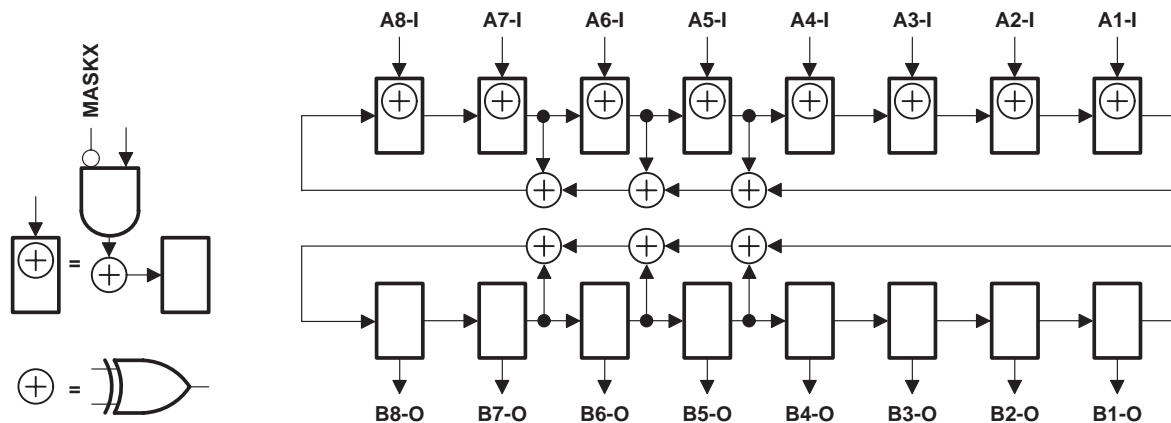 A8-I A7-I A6-I A5-I A4-I A3-I A2-I A1-I
MASKX
=
=
B8-O B7-O B6-O B5-O B4-O B3-O B2-O B1-O